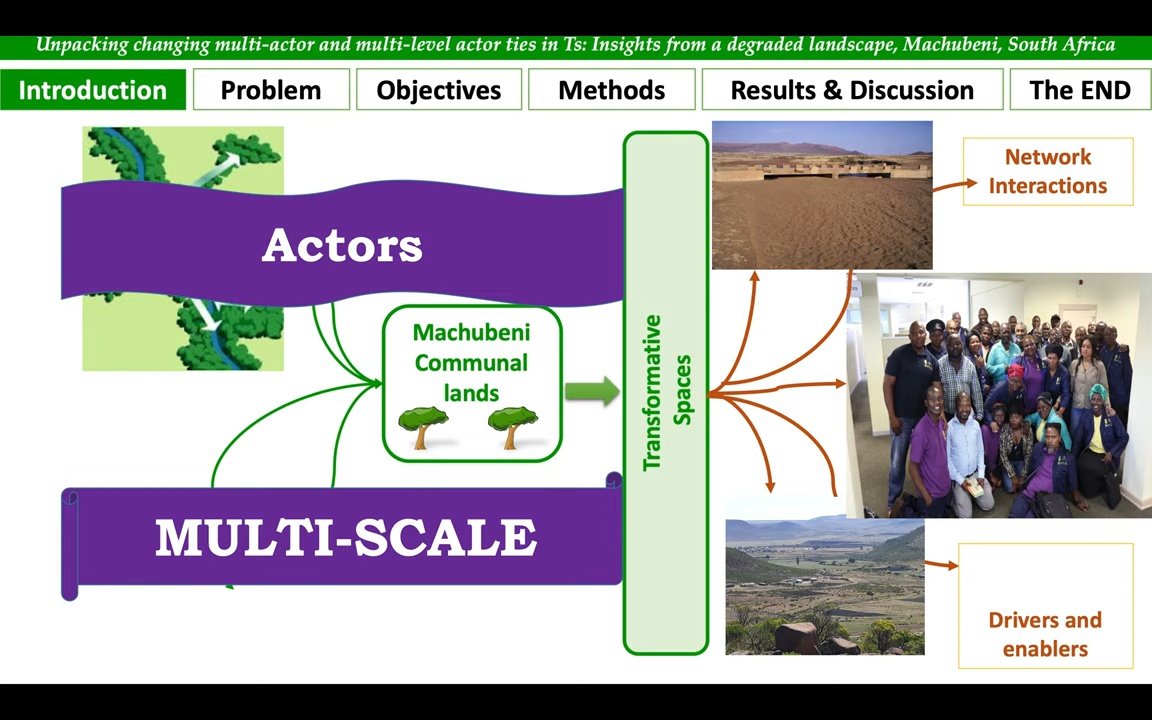 Unpacking changing multi-actor and multi-level actor ties in Ts: Insights from a degraded landscape, Machubeni, South Africa
Introduction
Problem
Objectives
Methods
Results & Discussion
The END
Actors
Machubeni
Communal
lands
MULTI-SCALE
Transformative
Spaces
Network
Interactions
Drivers and
enablers